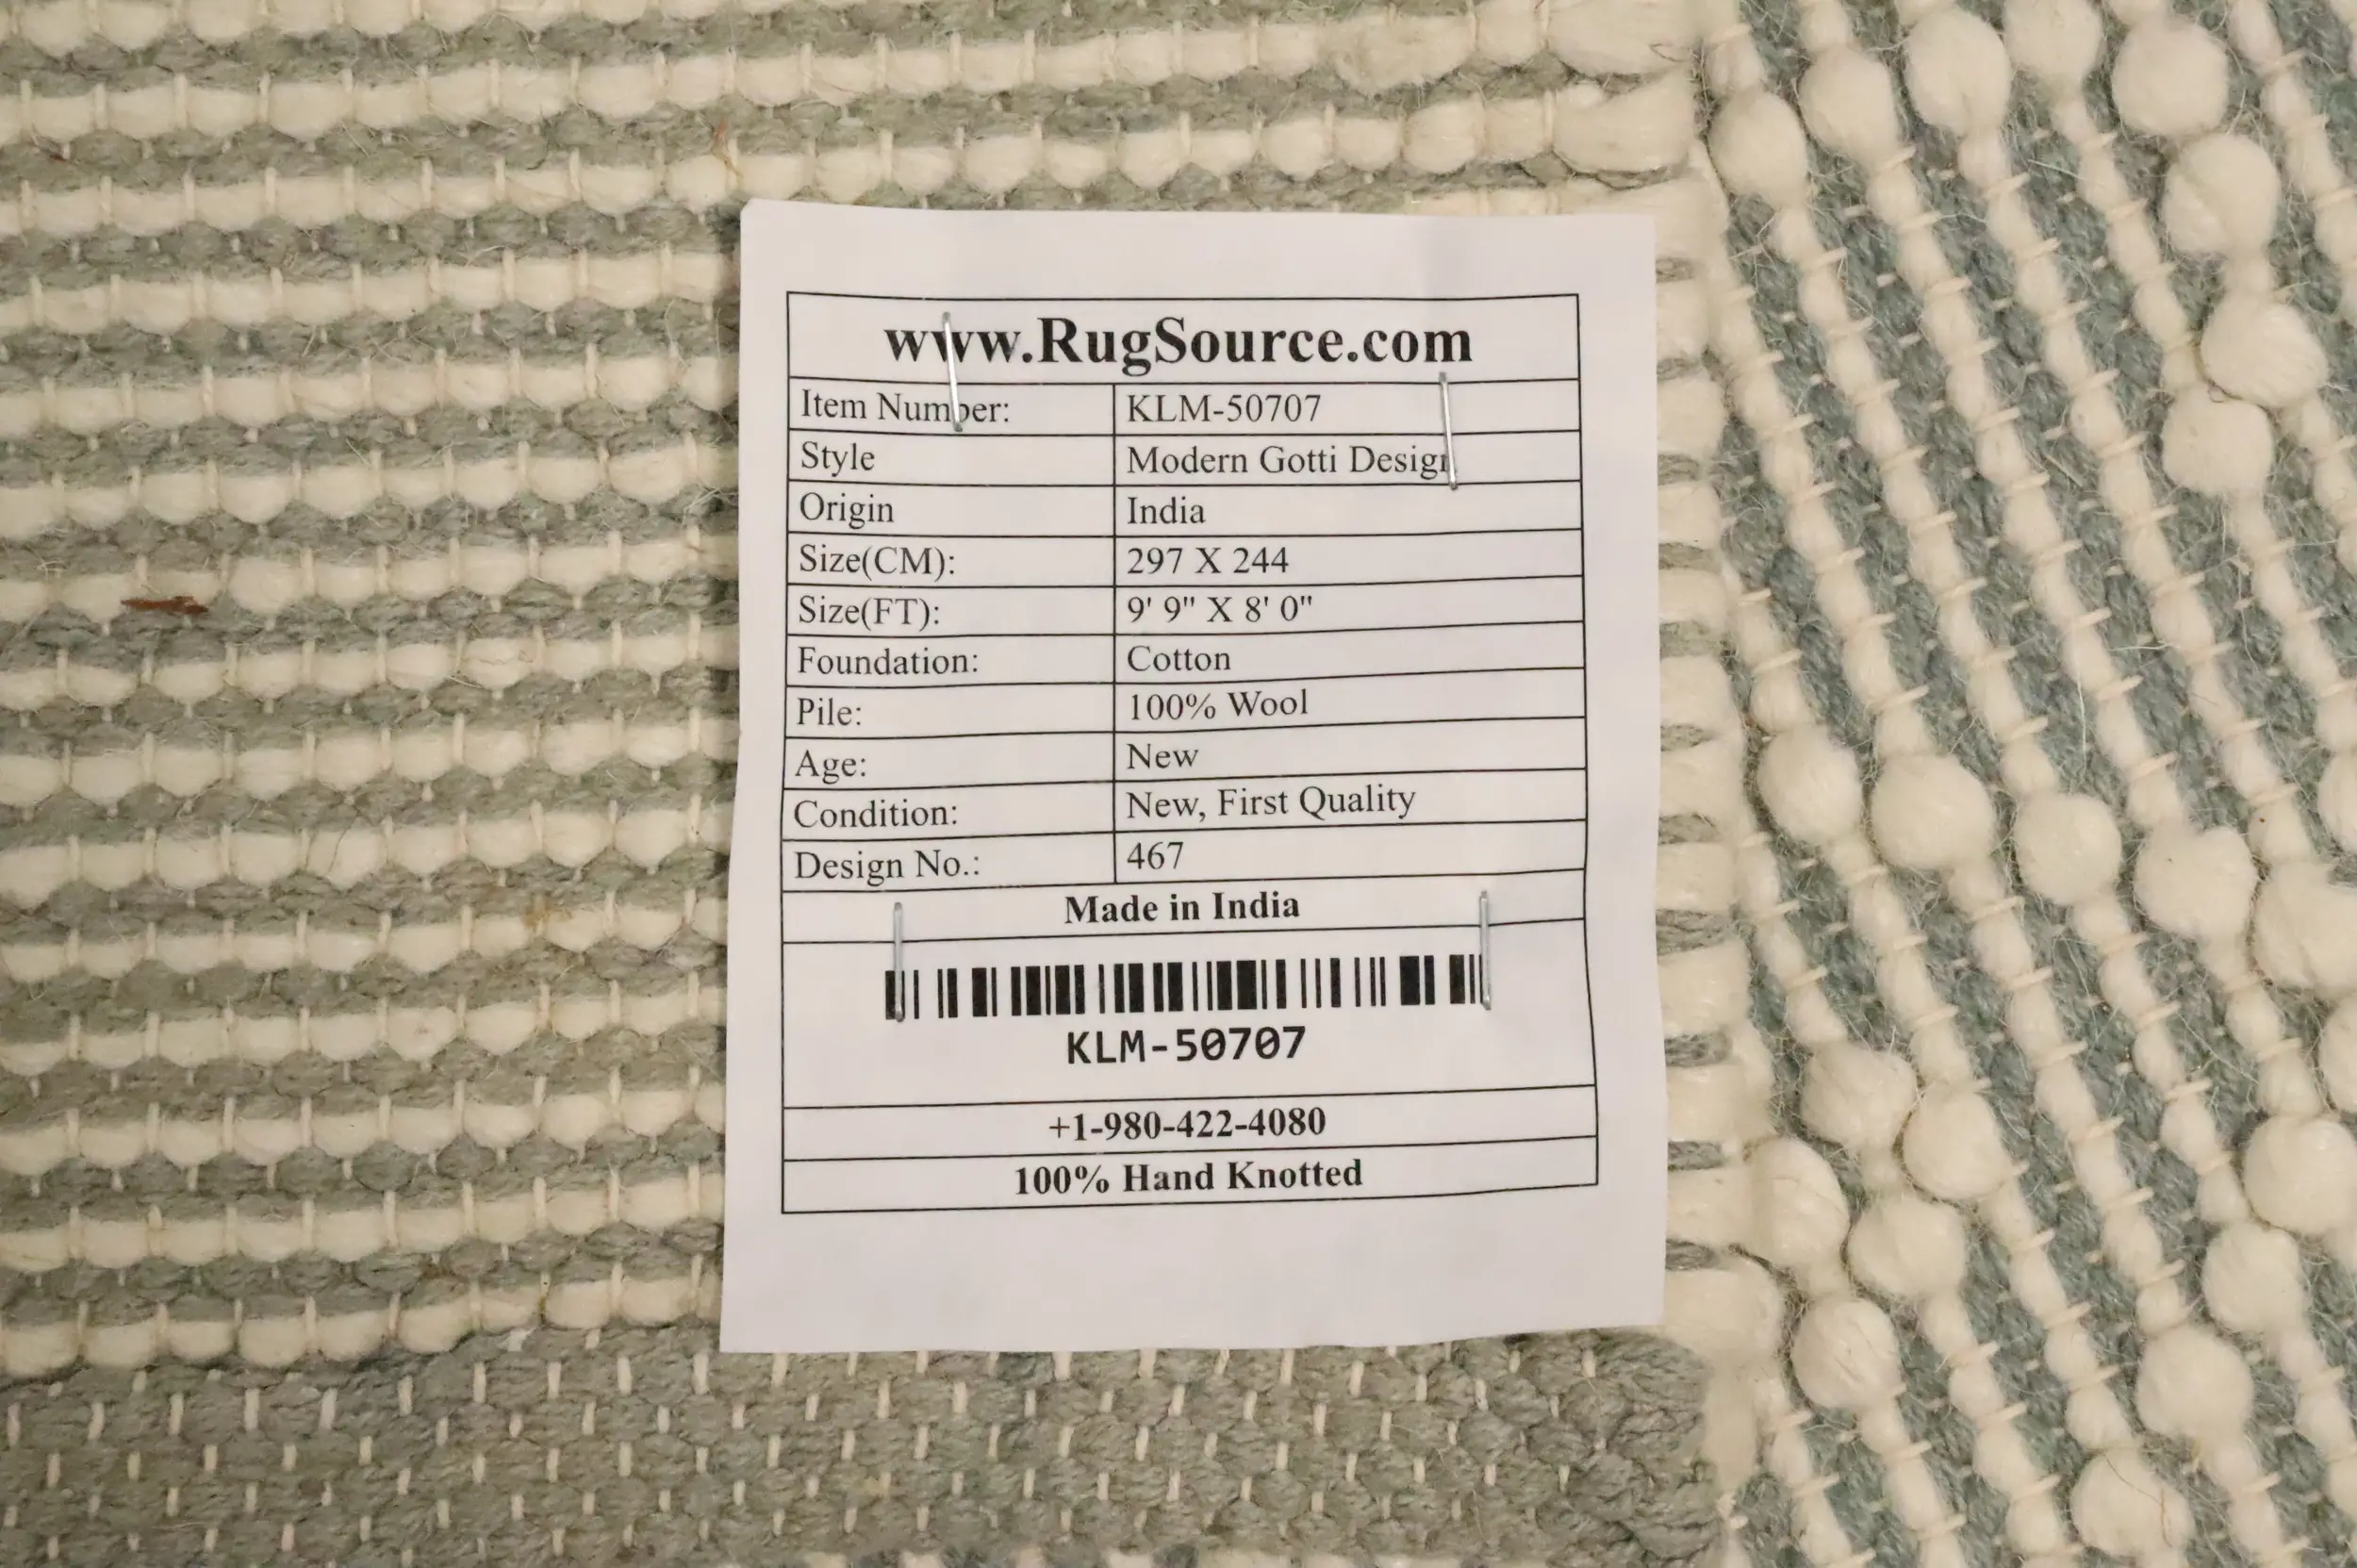 www.RugSource.com
Item Number: KLM-50707
Style Modern Gotti Design
Origin India
Size(CM): 297 X 244
Size(FT): 9' 9" X 8' 0"
Foundation: Cotton
Pile: 100% Wool
Age: New
Condition: New, First Quality
Design No.: 467
Made in India
KLM-50707
+1-980-422-4080
100% Hand Knotted